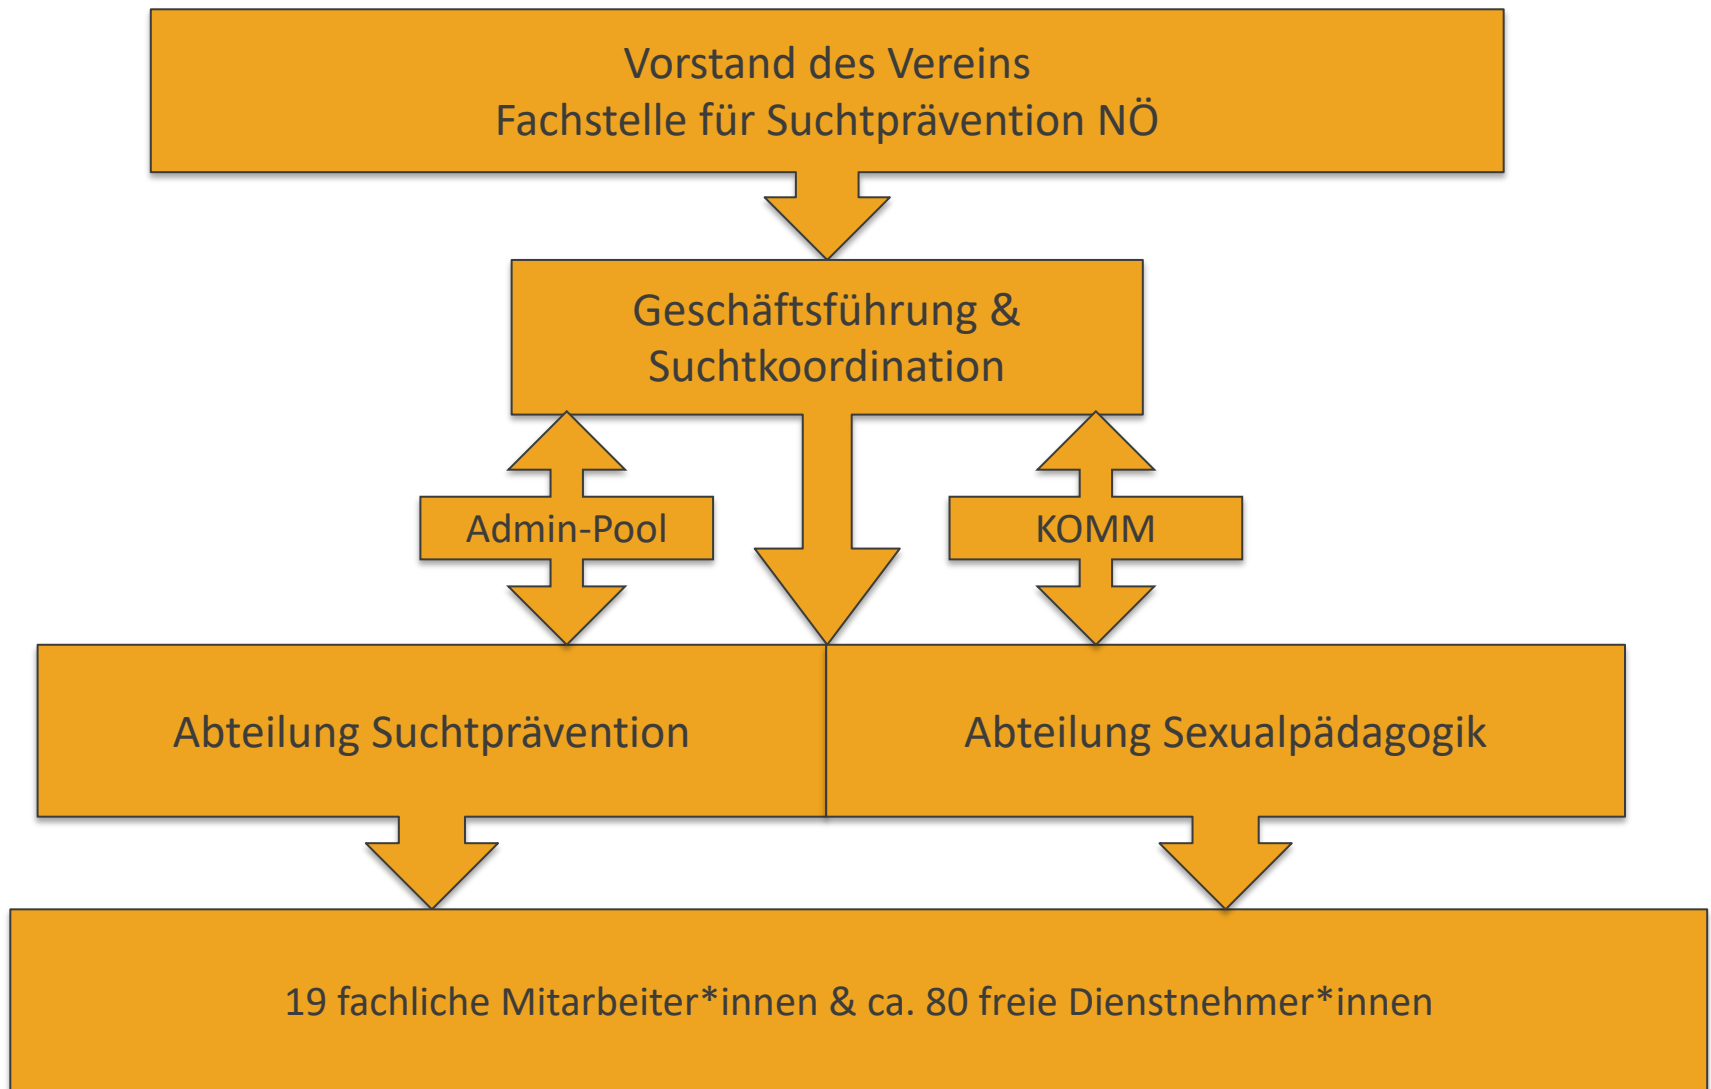 Vorstand des Vereins
Fachstelle für Suchtprävention NÖ
Geschäftsführung &
Suchtkoordination
Admin-Pool
KOMM
Abteilung Suchtprävention
Abteilung Sexualpädagogik
19 fachliche Mitarbeiter*innen & ca. 80 freie Dienstnehmer*innen